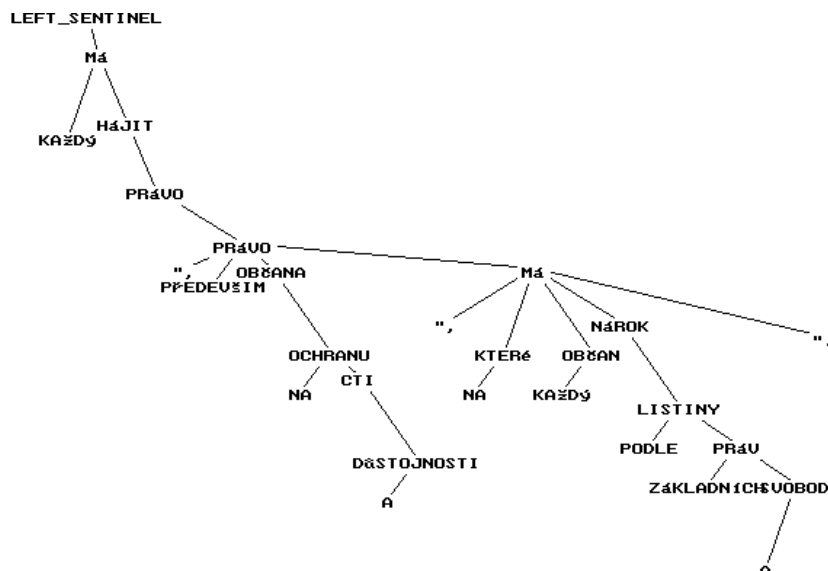 LEFT_SENTINEL
Má
KAžDý HáJIT
PRáVO
PRáVO
", PřEDEVšIM OBčANA Má
", NáROK ",
OCHRANU KTERé OBčAN
NA CTI NA KAžDý
LISTINY
PODLE PRáV
DůSTOJNOSTI
A ZáKLADNíCH SVOBOD
A